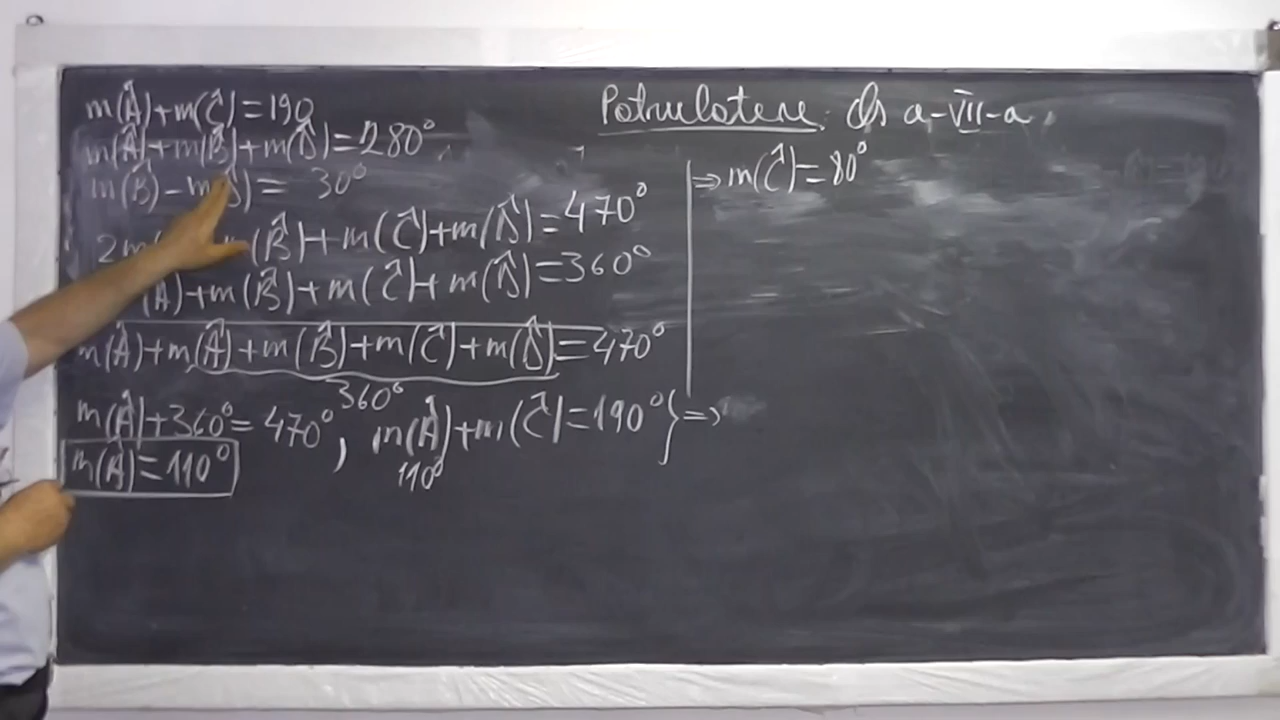 m(Â)+m(Ĉ)=190
m(Â)+m(B̂)+m(D̂)=280°
m(B̂)-m(D̂)= 30°
2m( (B̂)+m(Ĉ)+m(D̂)=470°
(Â)+m(B̂)+m(Ĉ)+m(D̂)=360°
m(Â)+m(Â)+m(B̂)+m(Ĉ)+m(D̂)=470°
360°
m(Â)+360°=470°, m(Â)+m(Ĉ)=190°}=>
110°
m(Â)=110°
Patrulatere. Cls a-VII-a.
=>m(Ĉ)=80°